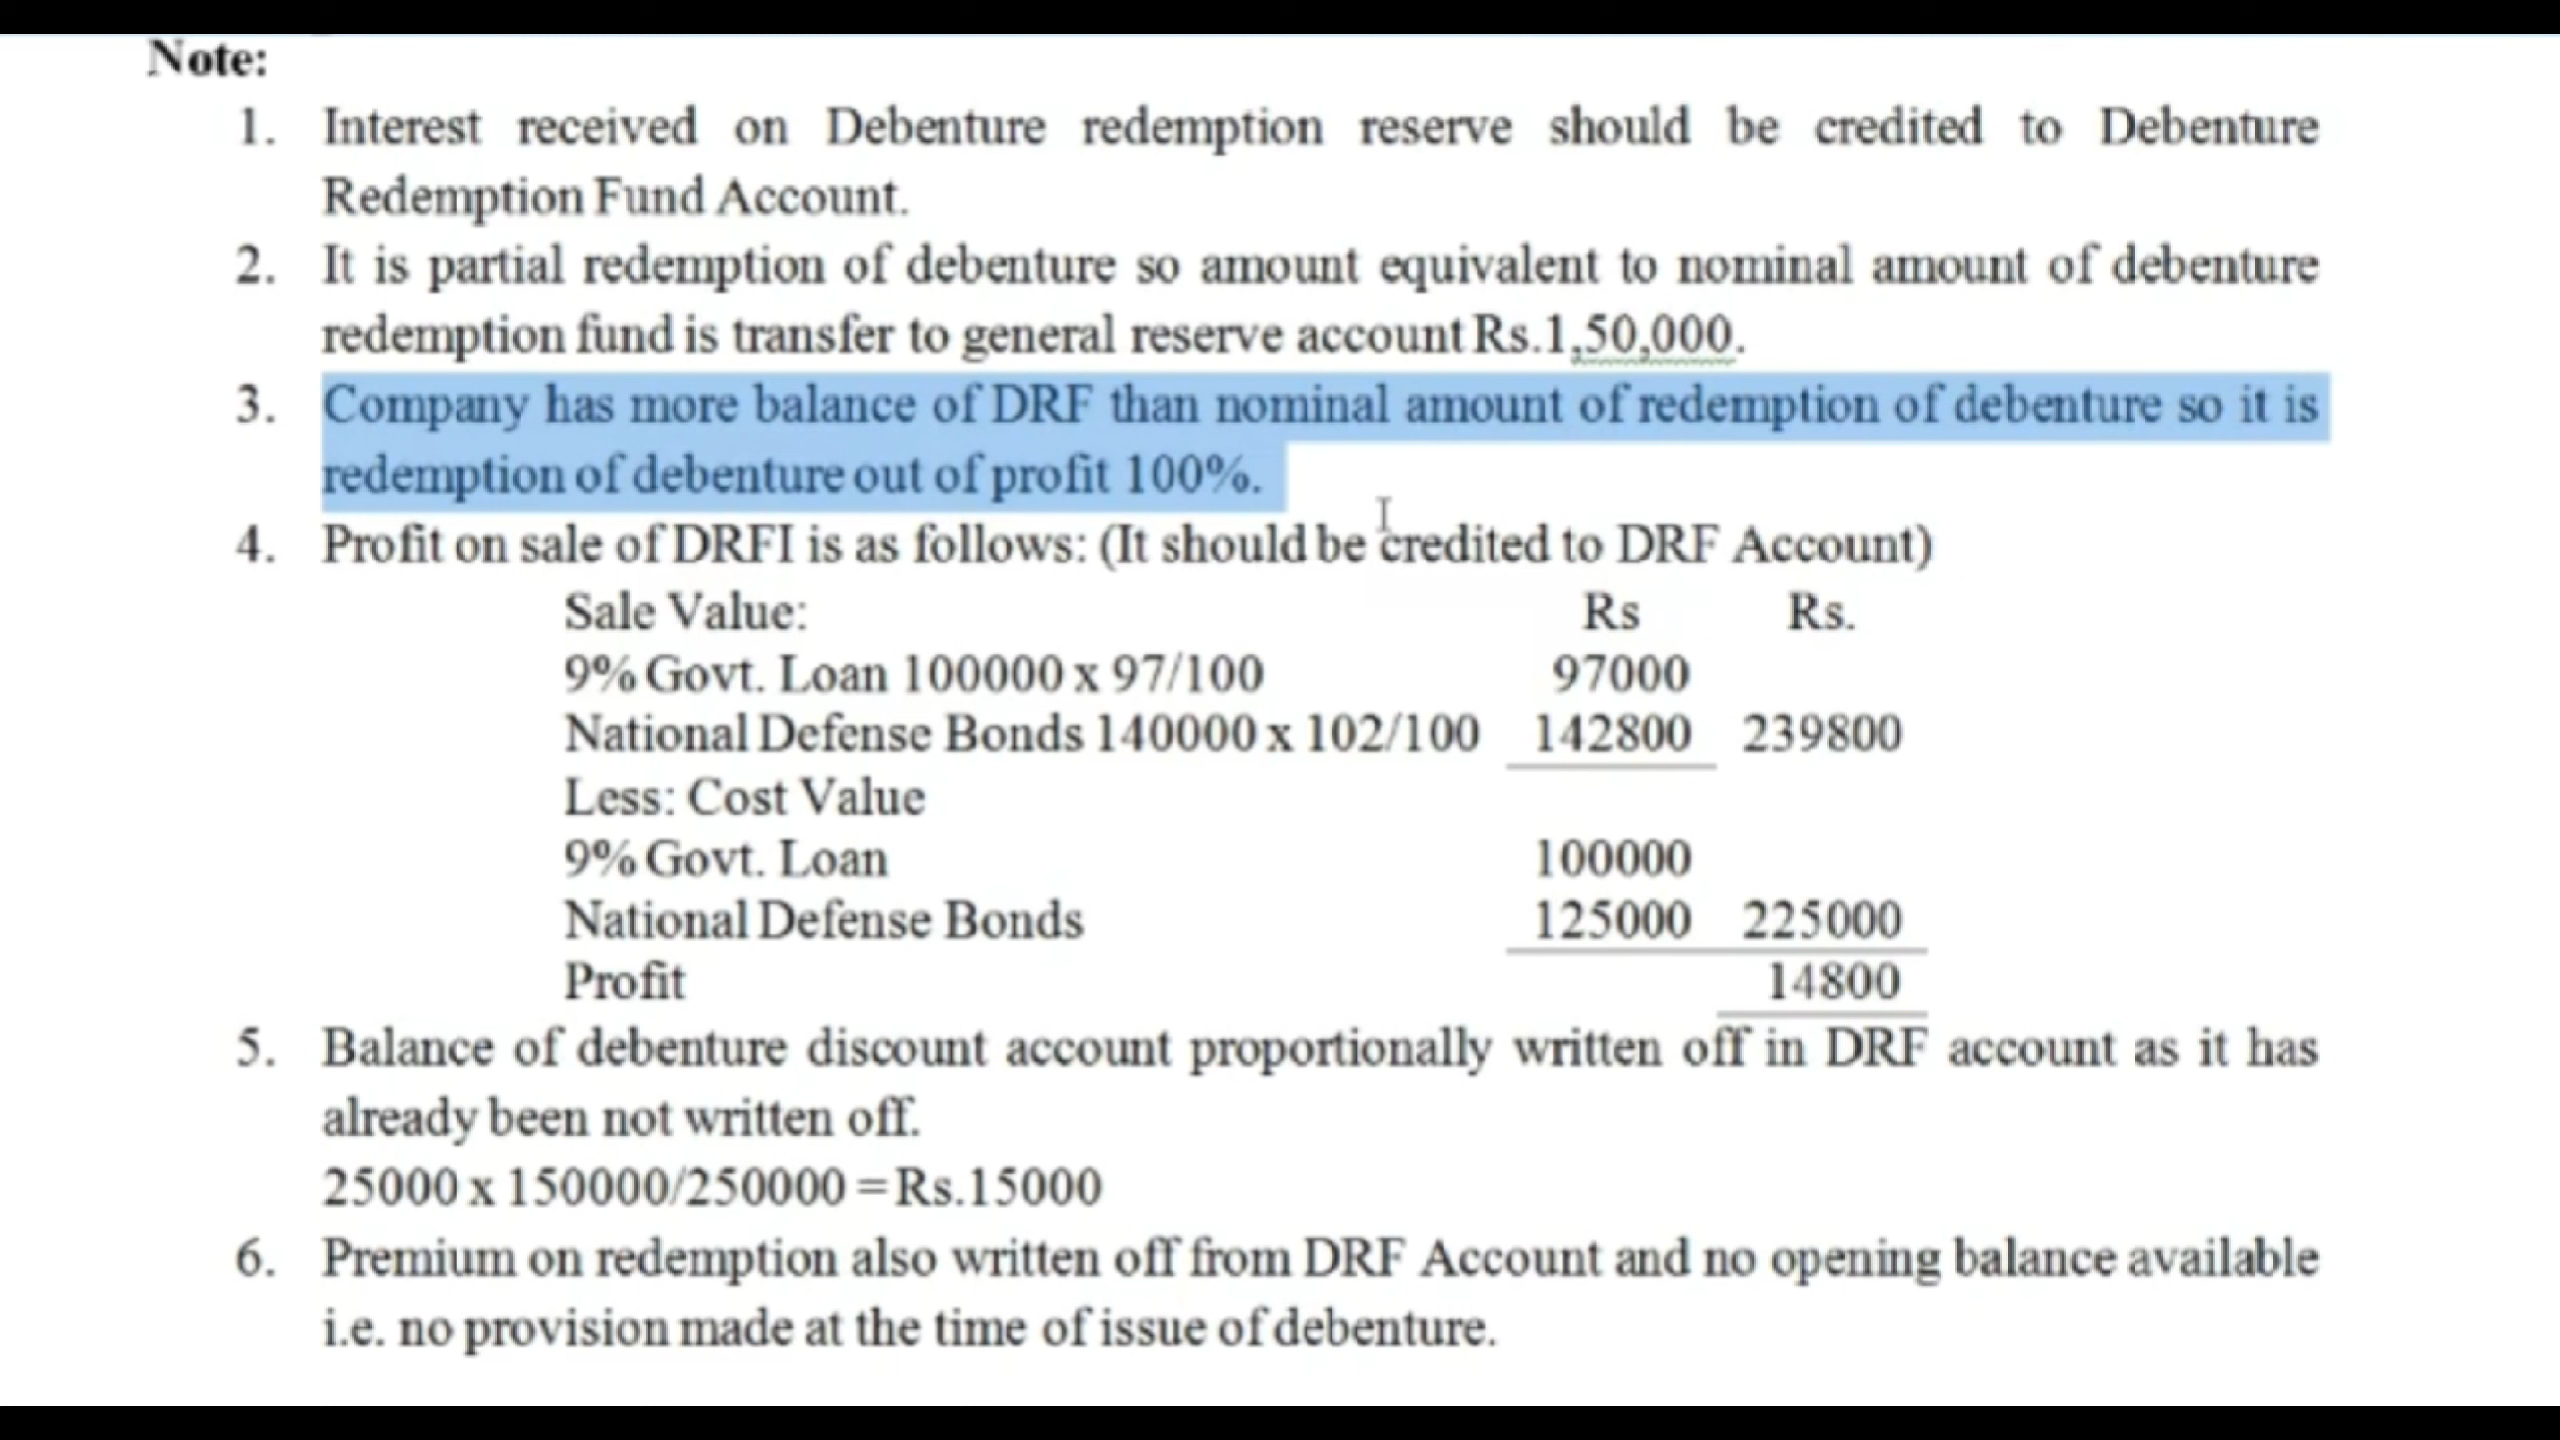 Note:
1. Interest received on Debenture redemption reserve should be credited to Debenture
Redemption Fund Account.
2. It is partial redemption of debenture so amount equivalent to nominal amount of debenture
redemption fund is transfer to general reserve account Rs.1,50,000.
3. Company has more balance of DRF than nominal amount of redemption of debenture so it is
redemption of debenture out of profit 100%.
4. Profit on sale of DRFI is as follows: (It should be credited to DRF Account)
Sale Value: Rs Rs.
9% Govt. Loan 100000 x 97/100 97000
National Defense Bonds 140000 x 102/100 142800 239800
Less: Cost Value
9% Govt. Loan 100000
National Defense Bonds 125000 225000
Profit 14800
5. Balance of debenture discount account proportionally written off in DRF account as it has
already been not written off.
25000 x 150000/250000 = Rs.15000
6. Premium on redemption also written off from DRF Account and no opening balance available
i.e. no provision made at the time of issue of debenture.